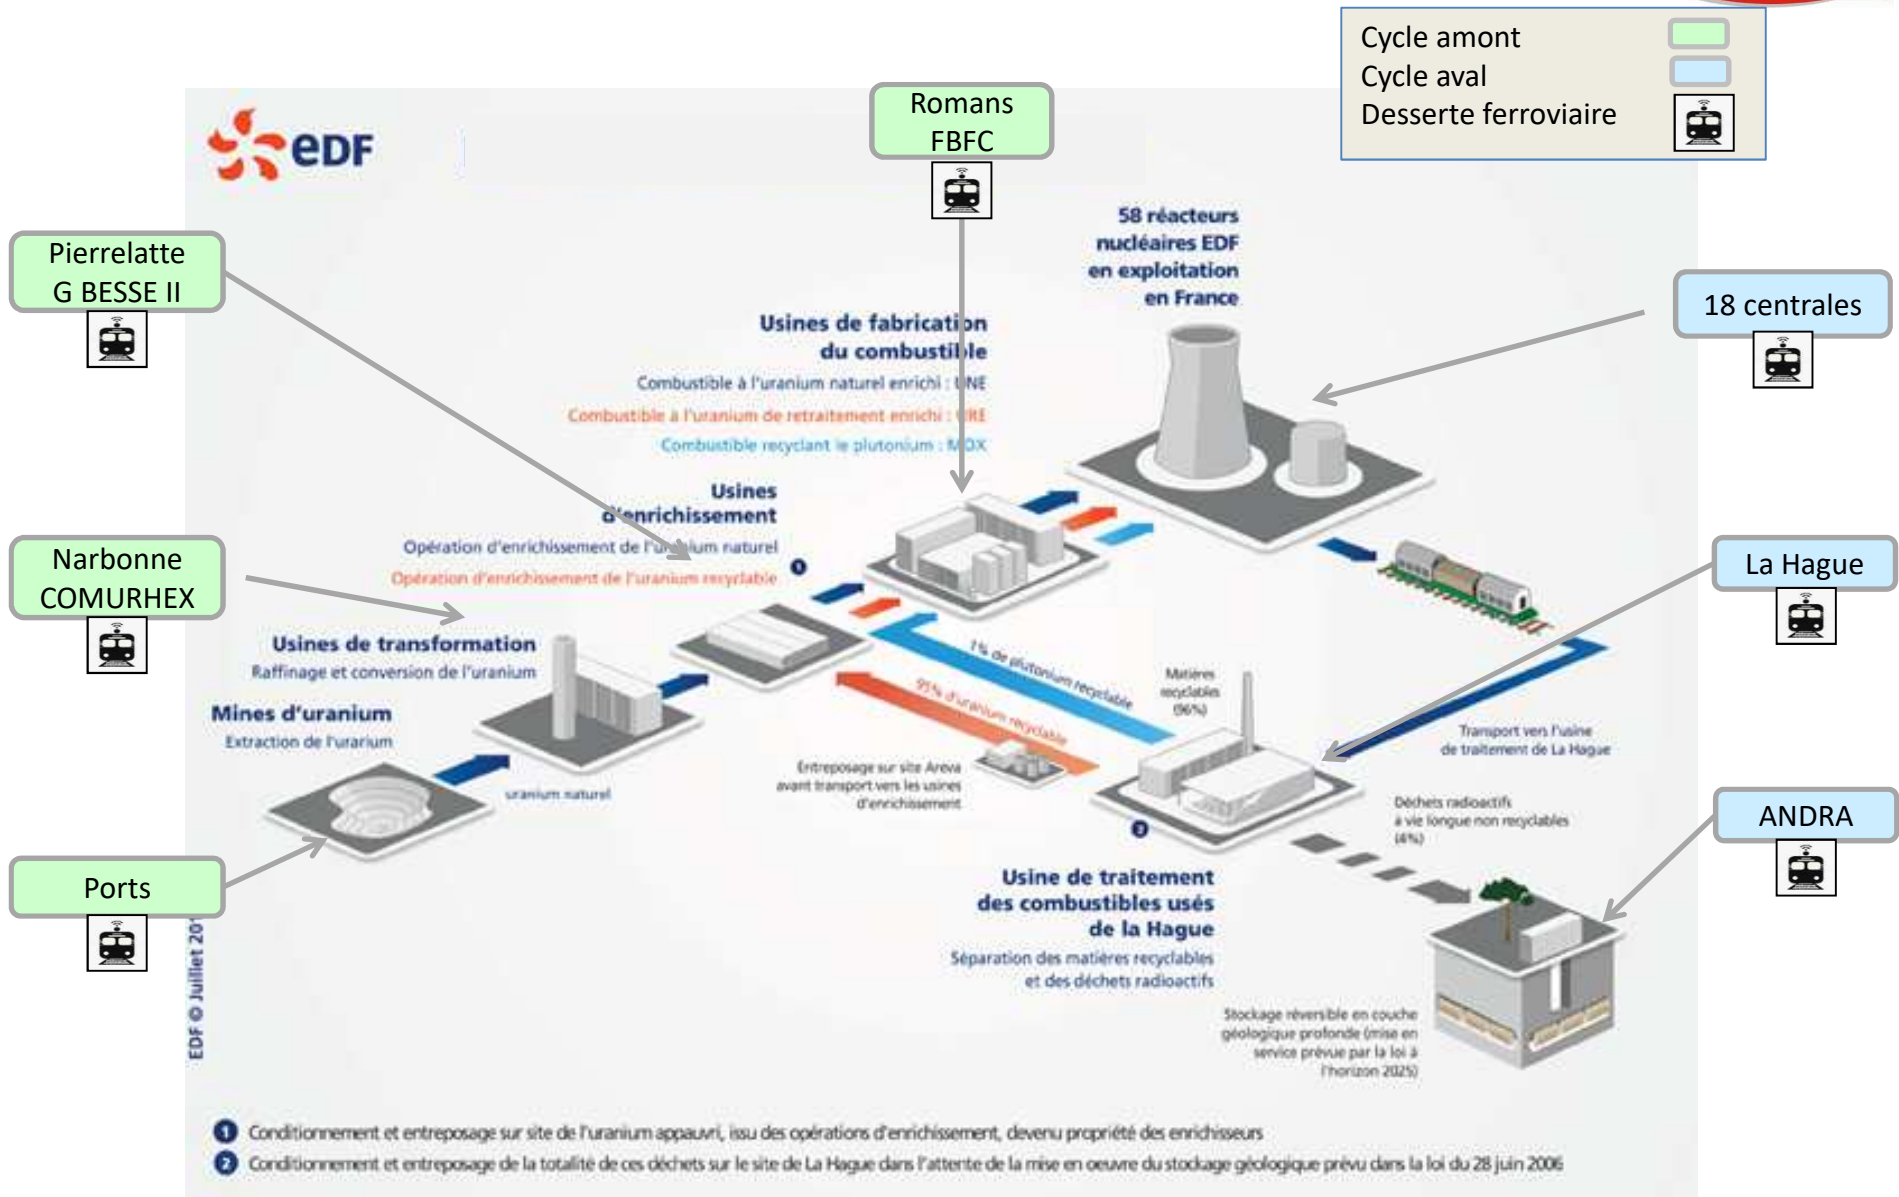 Cycle amont
Cycle aval
Desserte ferroviaire
Romans
FBFC
eDF
Pierrelatte
G BESSE II
58 réacteurs
nucléaires EDF
en exploitation
en France
18 centrales
Usines de fabrication
du combustible
Combustible à l'uranium naturel enrichi : UNE
Combustible à l'uranium de retraitement enrichi : URE
Combustible recyclant le plutonium : MOX
Usines
d'enrichissement
Opération d'enrichissement de l'uranium naturel
Opération d'enrichissement de l'uranium recyclable
1
Narbonne
COMURHEX
La Hague
Usines de transformation
Raffinage et conversion de l'uranium
Mines d'uranium
Extraction de l'urarium
uranium naturel
1% de plutonium recyclable
95% d'uranium recyclable
Matières
recyclables
(96%)
Transport vers l'usine
de traitement de La Hague
Entreposage sur site Areva
avant transport vers les usines
d'enrichissement
2
Déchets radioactifs
à vie longue non recyclables
(4%)
ANDRA
Ports
Usine de traitement
des combustibles usés
de la Hague
Séparation des matières recyclables
et des déchets radioactifs
Stockage réversible en couche
géologique profonde (mise en
service prévue par la loi à
l'horizon 2025)
EDF © Juillet 201
1 Conditionnement et entreposage sur site de l'uranium appauvri, issu des opérations d'enrichissement, devenu propriété des enrichisseurs
2 Conditionnement et entreposage de la totalité de ces déchets sur le site de La Hague dans l'attente de la mise en oeuvre du stockage géologique prévu dans la loi du 28 juin 2006